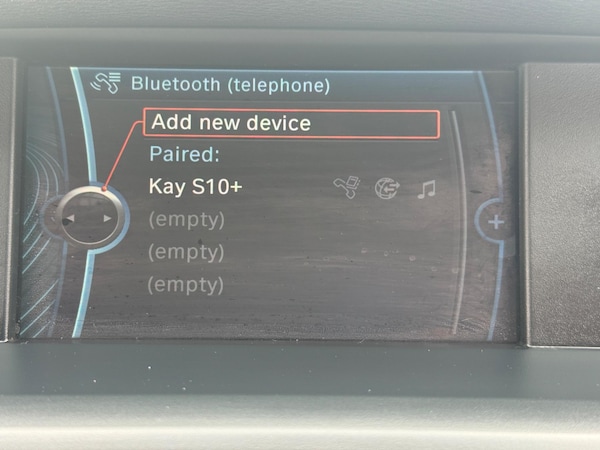 Bluetooth (telephone)
Add new device
Paired:
Kay S10+
(empty)
(empty)
(empty)